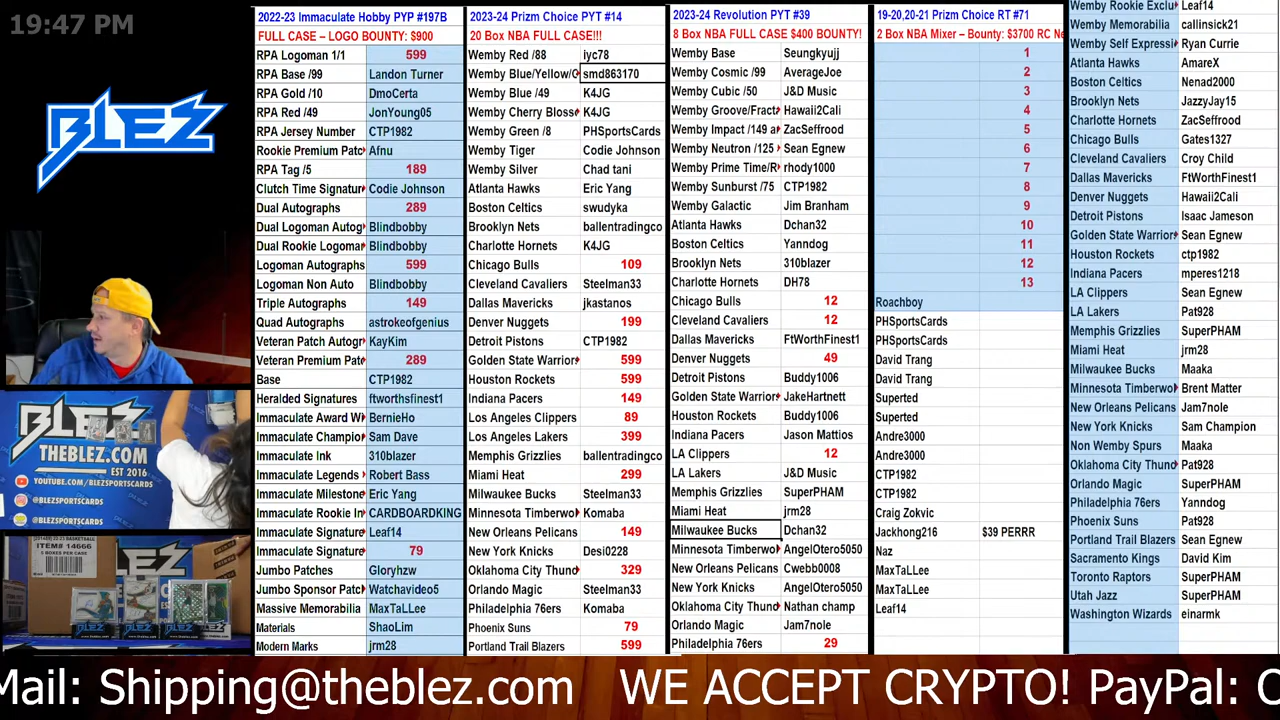 19:47 PM
BLEZ
BLEZ
THEBLEZ.COM
EST 2016
YOUTUBE.COM/BLEZSPORTSCARDS
@BLEZSPORTSCARDS
@BLEZSPORTSCARDS
ITEM# 14666
2022-23 Immaculate Hobby PYP #197B
FULL CASE – LOGO BOUNTY: $900
RPA Logoman 1/1 599
RPA Base /99 Landon Turner
RPA Gold /10 DmoCerta
RPA Red /49 JonYoung05
RPA Jersey Number CTP1982
Rookie Premium Patc Afnu
RPA Tag /5 189
Clutch Time Signatur Codie Johnson
Dual Autographs 289
Dual Logoman Autog Blindbobby
Dual Rookie Logoma Blindbobby
Logoman Autographs 599
Logoman Non Auto Blindbobby
Triple Autographs 149
Quad Autographs astrokeofgenius
Veteran Patch Autogr KayKim
Veteran Premium Pat 289
Base CTP1982
Heralded Signatures ftworthsfinest1
Immaculate Award Wi BernieHo
Immaculate Champio Sam Dave
Immaculate Ink 310blazer
Immaculate Legends Robert Bass
Immaculate Milestone Eric Yang
Immaculate Rookie In CARDBOARDKING
Immaculate Signature Leaf14
Immaculate Signature 79
Jumbo Patches Gloryhzw
Jumbo Sponsor Patc Watchavideo5
Massive Memorabilia MaxTaLLee
Materials ShaoLim
Modern Marks jrm28
2023-24 Prizm Choice PYT #14
20 Box NBA FULL CASE!!!
Wemby Red /88 iyc78
Wemby Blue/Yellow/G smd863170
Wemby Blue /49 K4JG
Wemby Cherry Blosso K4JG
Wemby Green /8 PHSportsCards
Wemby Tiger Codie Johnson
Wemby Silver Chad tani
Atlanta Hawks Eric Yang
Boston Celtics swudyka
Brooklyn Nets ballentradingco
Charlotte Hornets K4JG
Chicago Bulls 109
Cleveland Cavaliers Steelman33
Dallas Mavericks jkastanos
Denver Nuggets 199
Detroit Pistons CTP1982
Golden State Warrior 599
Houston Rockets 599
Indiana Pacers 149
Los Angeles Clippers 89
Los Angeles Lakers 399
Memphis Grizzlies ballentradingco
Miami Heat 299
Milwaukee Bucks Steelman33
Minnesota Timberwo Komaba
New Orleans Pelicans 149
New York Knicks Desi0228
Oklahoma City Thund 329
Orlando Magic Steelman33
Philadelphia 76ers Komaba
Phoenix Suns 79
Portland Trail Blazers 599
2023-24 Revolution PYT #39
8 Box NBA FULL CASE $400 BOUNTY!
Wemby Base Seungkyujj
Wemby Cosmic /99 AverageJoe
Wemby Cubic /50 J&D Music
Wemby Groove/Fract Hawaii2Cali
Wemby Impact /149 a ZacSeffrood
Wemby Neutron /125 Sean Egnew
Wemby Prime Time/R rhody1000
Wemby Sunburst /75 CTP1982
Wemby Galactic Jim Branham
Atlanta Hawks Dchan32
Boston Celtics Yanndog
Brooklyn Nets 310blazer
Charlotte Hornets DH78
Chicago Bulls 12
Cleveland Cavaliers 12
Dallas Mavericks FtWorthFinest1
Denver Nuggets 49
Detroit Pistons Buddy1006
Golden State Warrior JakeHartnett
Houston Rockets Buddy1006
Indiana Pacers Jason Mattios
LA Clippers 12
LA Lakers J&D Music
Memphis Grizzlies SuperPHAM
Miami Heat jrm28
Milwaukee Bucks Dchan32
Minnesota Timberwol AngelOtero5050
New Orleans Pelicans Cwebb0008
New York Knicks AngelOtero5050
Oklahoma City Thund Nathan champ
Orlando Magic Jam7nole
Philadelphia 76ers 29
19-20,20-21 Prizm Choice RT #71
2 Box NBA Mixer – Bounty: $3700 RC Ne
1
2
3
4
5
6
7
8
9
10
11
12
13
Roachboy
PHSportsCards
PHSportsCards
David Trang
David Trang
Superted
Superted
Andre3000
Andre3000
CTP1982
CTP1982
Craig Zokvic
Jackhong216 $39 PERRR
Naz
MaxTaLLee
MaxTaLLee
Leaf14
Wemby Rookie Exclu Leaf14
Wemby Memorabilia callinsick21
Wemby Self Expressi Ryan Currie
Atlanta Hawks AmareX
Boston Celtics Nenad2000
Brooklyn Nets JazzyJay15
Charlotte Hornets ZacSeffrood
Chicago Bulls Gates1327
Cleveland Cavaliers Croy Child
Dallas Mavericks FtWorthFinest1
Denver Nuggets Hawaii2Cali
Detroit Pistons Isaac Jameson
Golden State Warrior Sean Egnew
Houston Rockets ctp1982
Indiana Pacers mperes1218
LA Clippers Sean Egnew
LA Lakers Pat928
Memphis Grizzlies SuperPHAM
Miami Heat jrm28
Milwaukee Bucks Maaka
Minnesota Timberwo Brent Matter
New Orleans Pelicans Jam7nole
New York Knicks Sam Champion
Non Wemby Spurs Maaka
Oklahoma City Thund Pat928
Orlando Magic SuperPHAM
Philadelphia 76ers Yanndog
Phoenix Suns Pat928
Portland Trail Blazers Sean Egnew
Sacramento Kings David Kim
Toronto Raptors SuperPHAM
Utah Jazz SuperPHAM
Washington Wizards einarmk
Mail: Shipping@theblez.com WE ACCEPT CRYPTO! PayPal: C